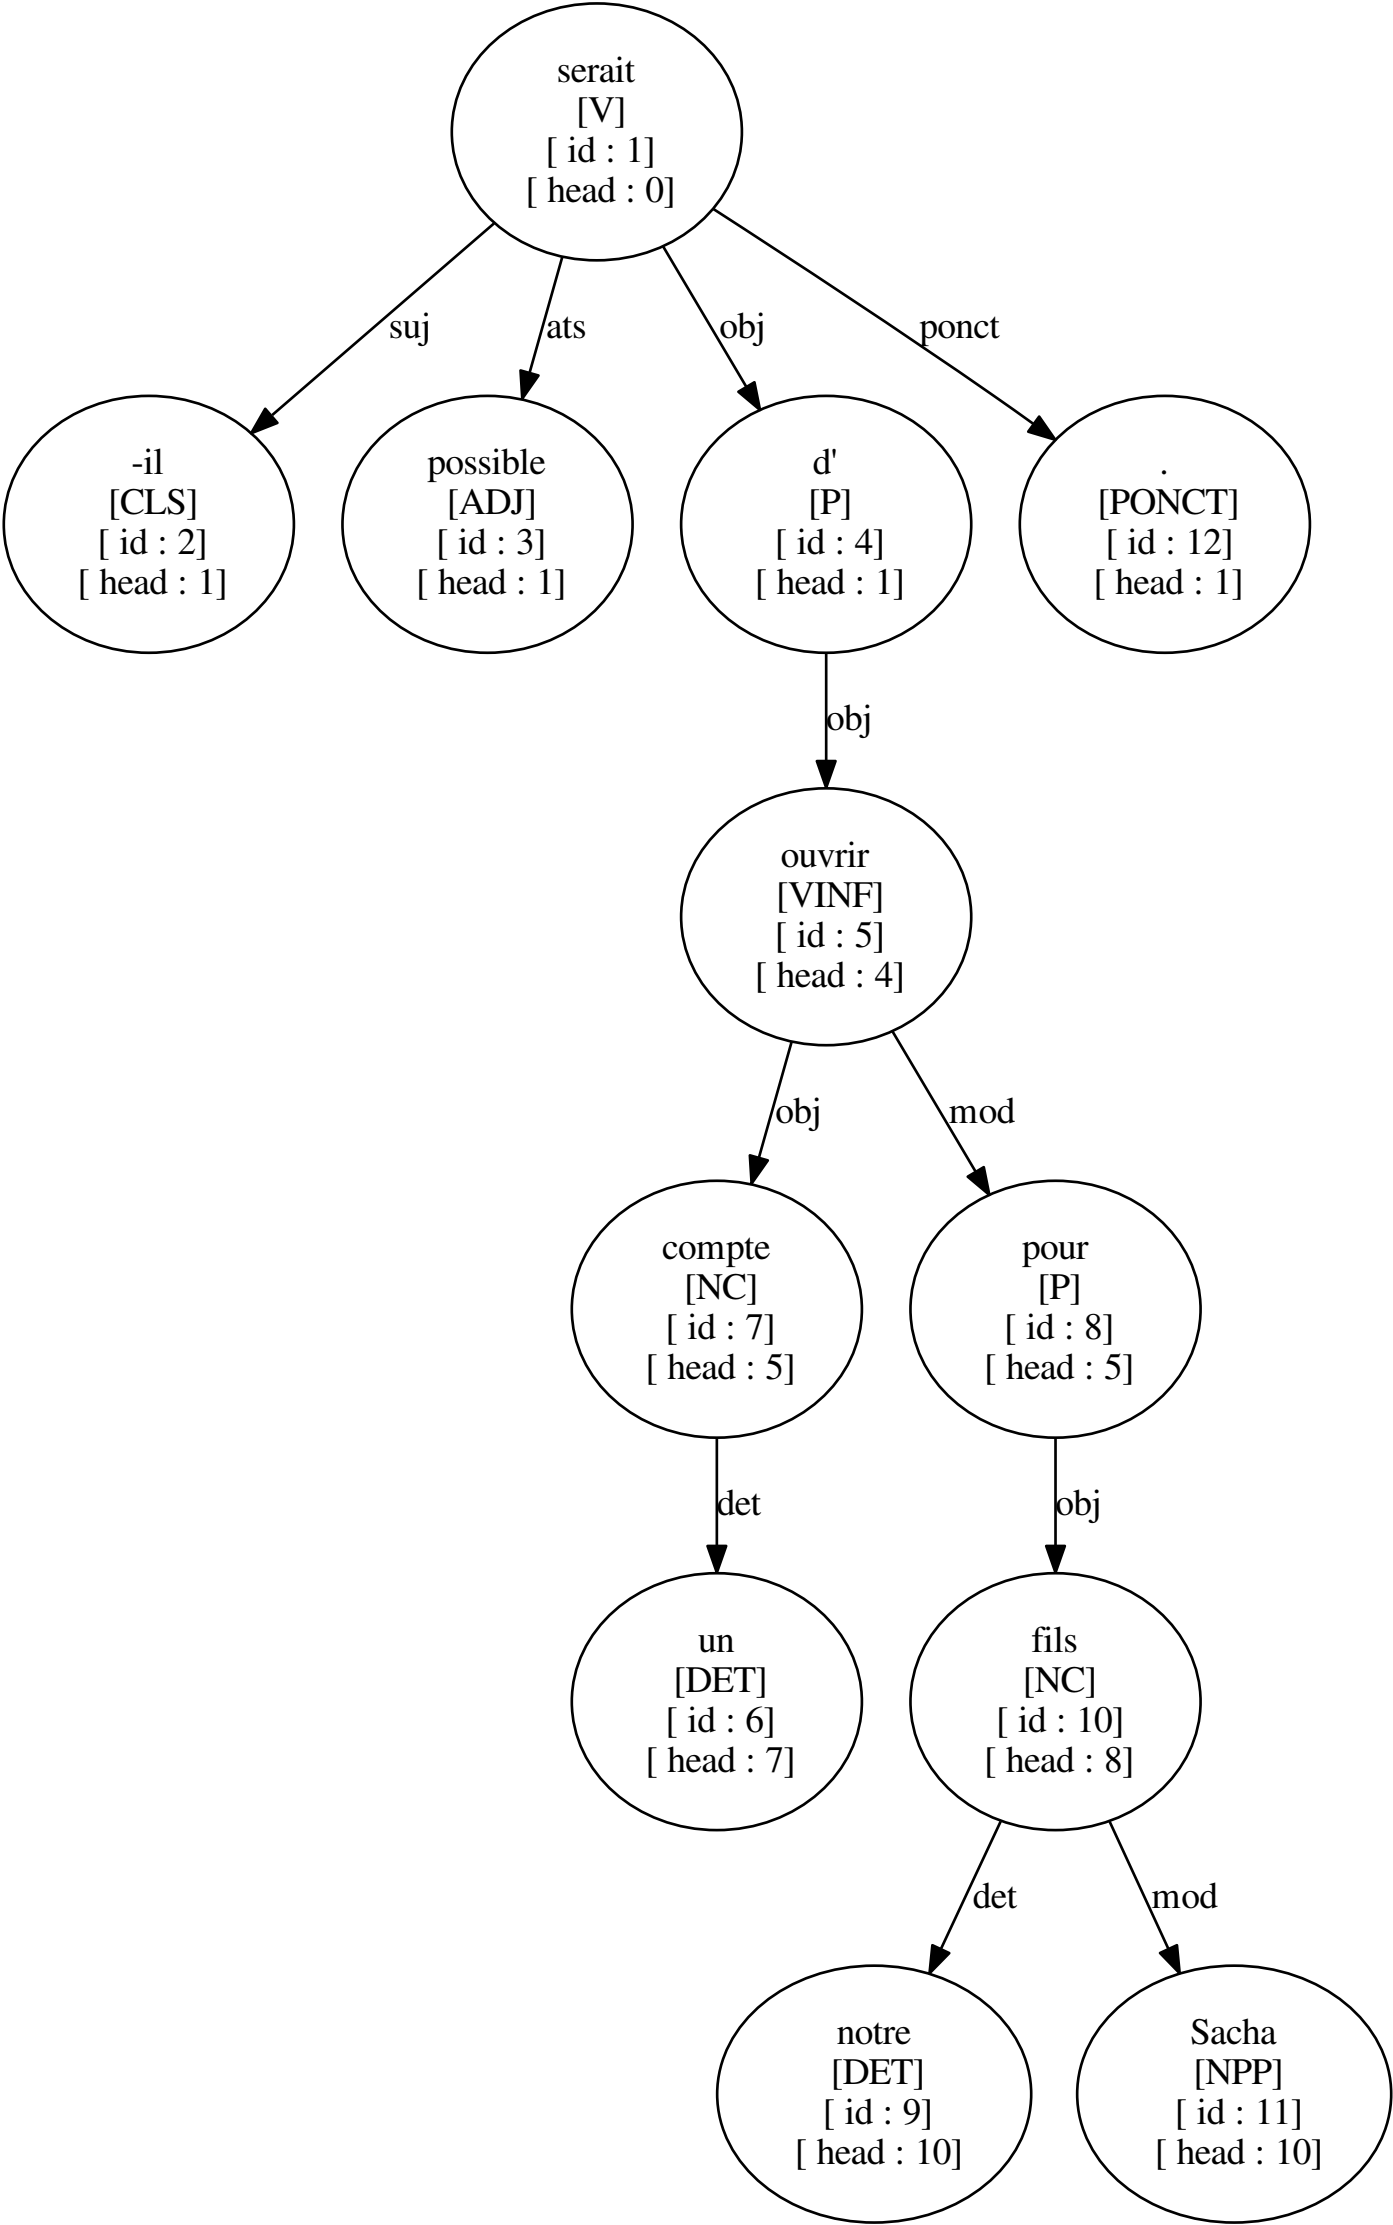 serait
[V]
[ id : 1]
[ head : 0]
suj
ats
obj
ponct
-il
[CLS]
[ id : 2]
[ head : 1]
possible
[ADJ]
[ id : 3]
[ head : 1]
d'
[P]
[ id : 4]
[ head : 1]
.
[PONCT]
[ id : 12]
[ head : 1]
obj
ouvrir
[VINF]
[ id : 5]
[ head : 4]
obj
mod
compte
[NC]
[ id : 7]
[ head : 5]
pour
[P]
[ id : 8]
[ head : 5]
det
obj
un
[DET]
[ id : 6]
[ head : 7]
fils
[NC]
[ id : 10]
[ head : 8]
det
mod
notre
[DET]
[ id : 9]
[ head : 10]
Sacha
[NPP]
[ id : 11]
[ head : 10]